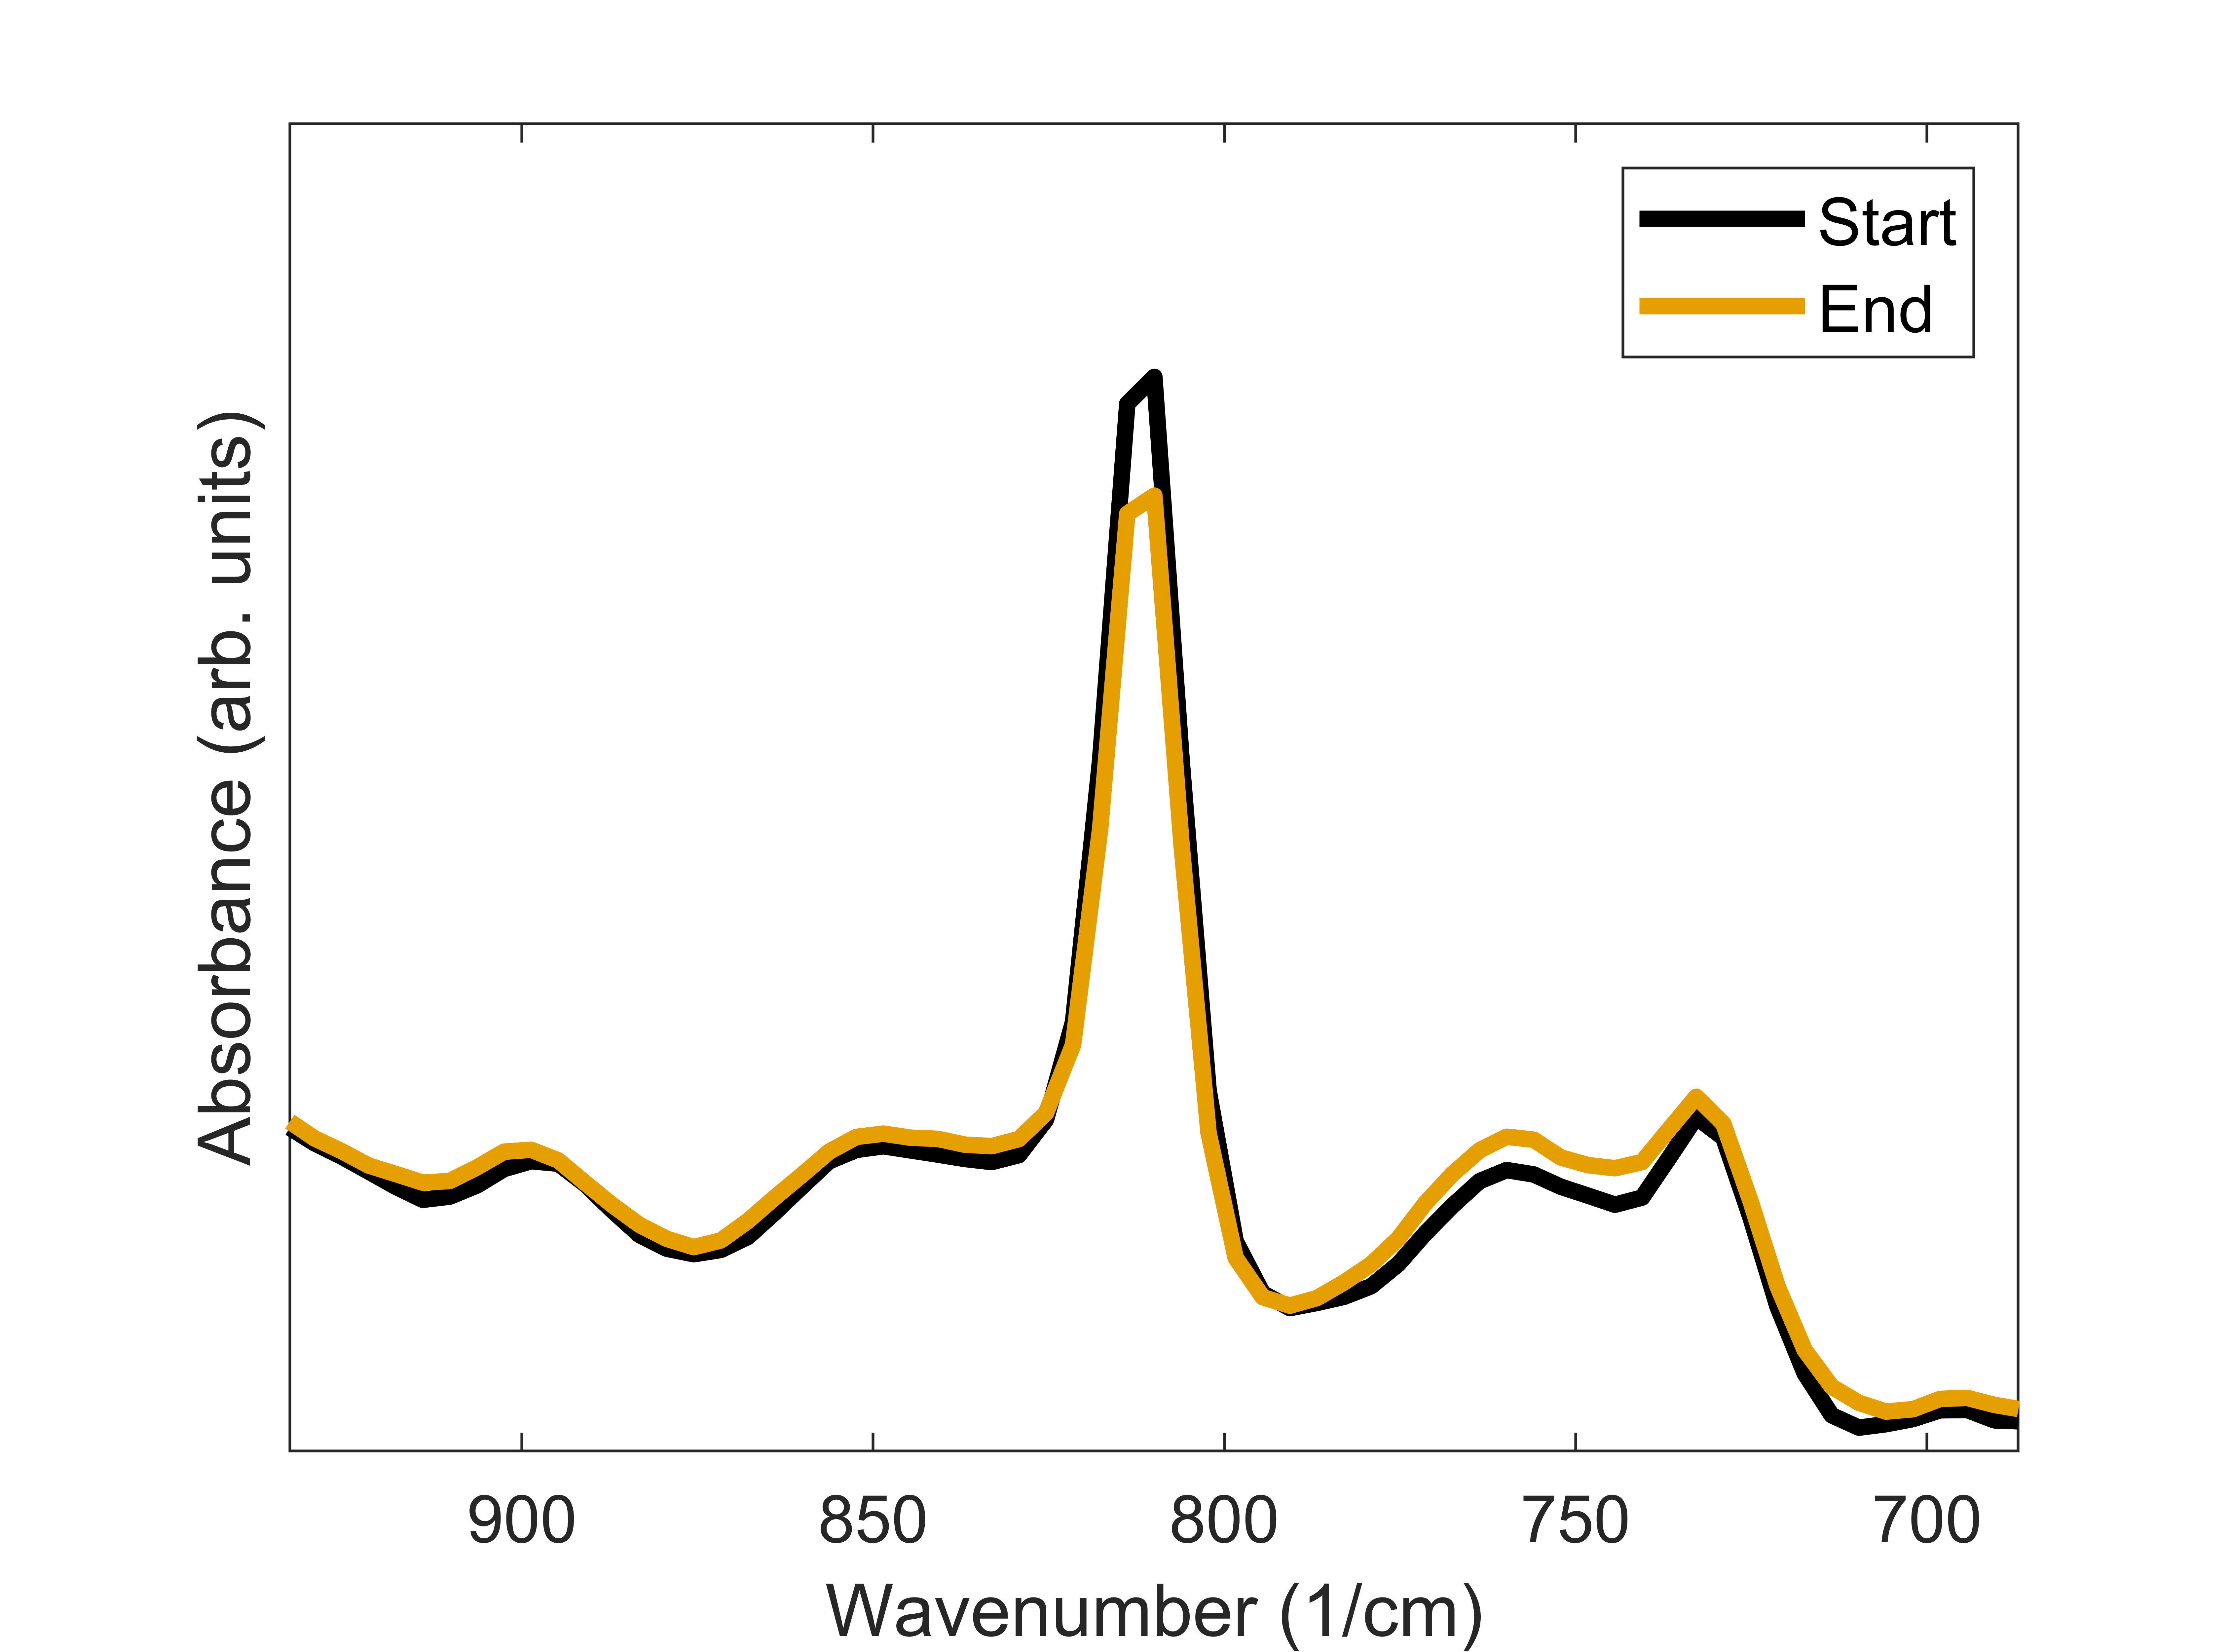 Start
End
Absorbance (arb. units)
900 850 800 750 700
Wavenumber (1/cm)